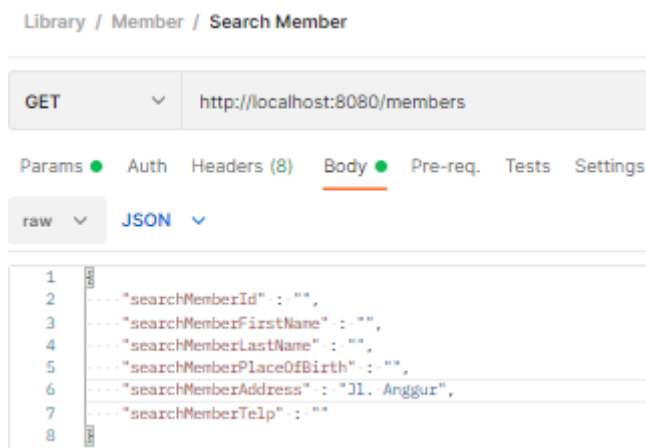 Library / Member / Search Member
GET http://localhost:8080/members
Params Auth Headers (8) Body Pre-req. Tests Settings
raw JSON
1 {
2 "searchMemberId" : "",
3 "searchMemberFirstName" : "",
4 "searchMemberLastName" : "",
5 "searchMemberPlaceOfBirth" : "",
6 "searchMemberAddress" : "Jl. Anggur",
7 "searchMemberTelp" : ""
8 }